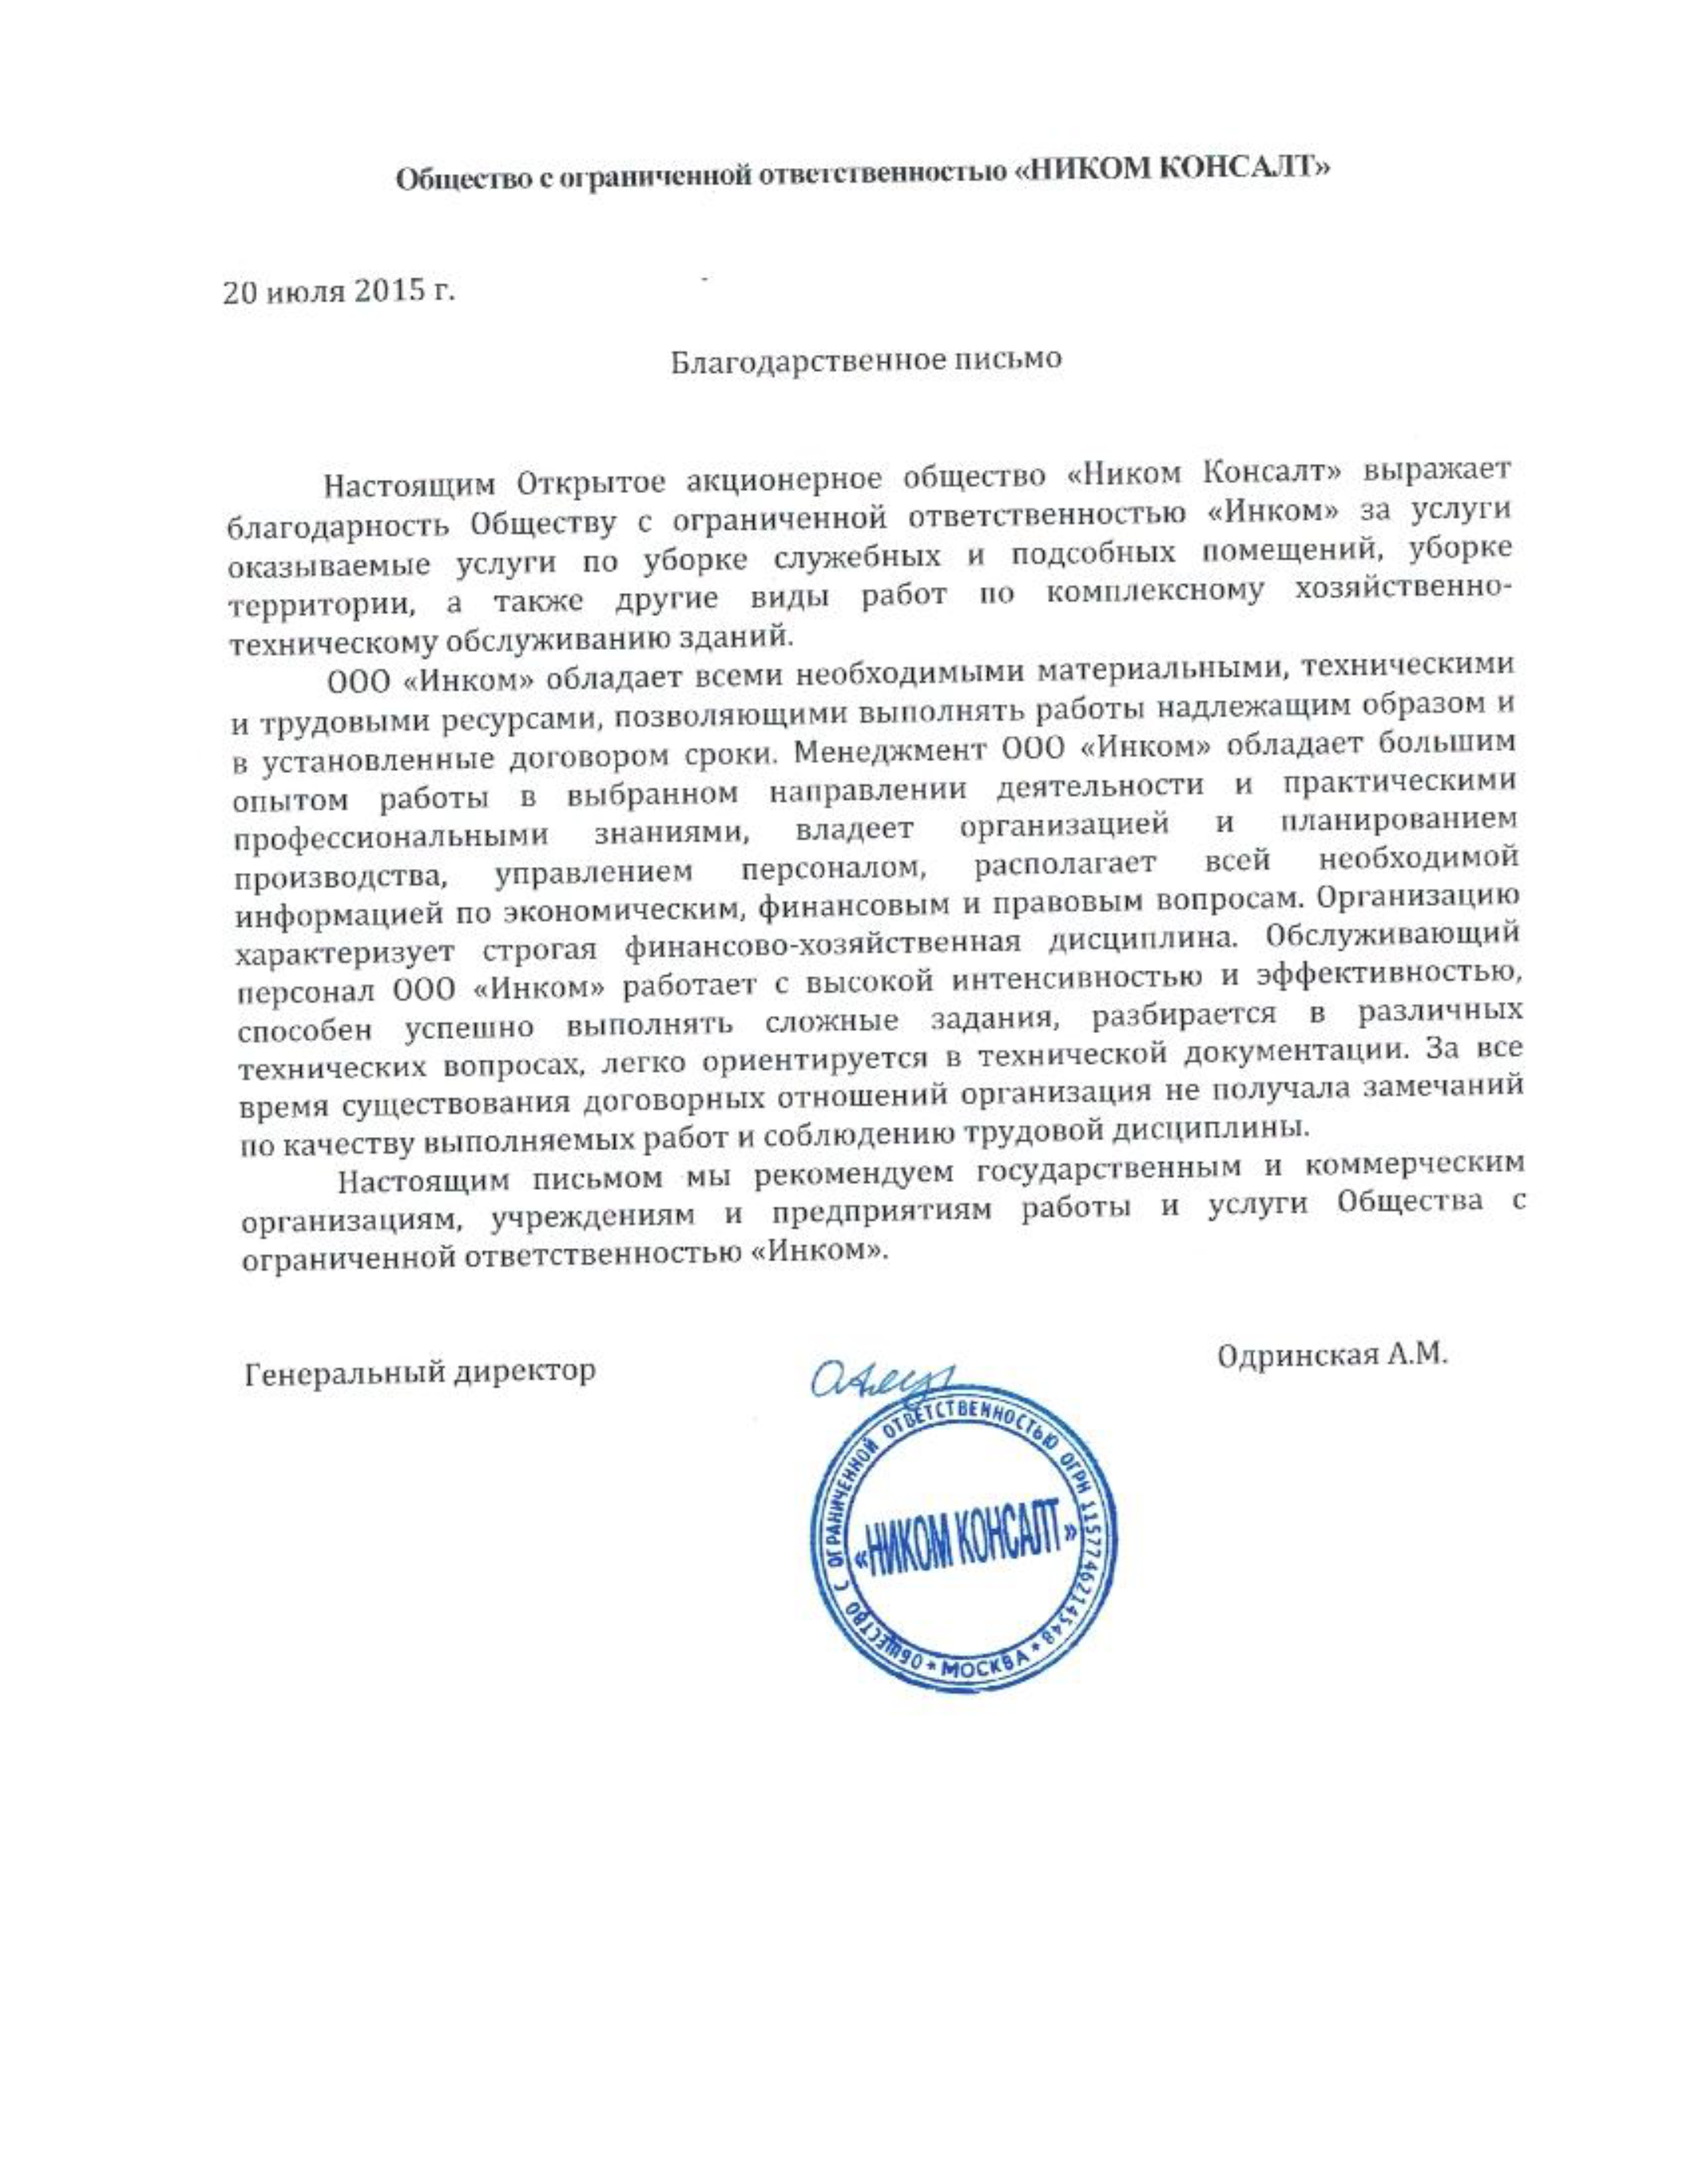 Общество с ограниченной ответственностью «НИКОМ КОНСАЛТ»
20 июля 2015 г.
Благодарственное письмо
Настоящим Открытое акционерное общество «Ником Консалт» выражает
благодарность Обществу с ограниченной ответственностью «Инком» за услуги
оказываемые услуги по уборке служебных и подсобных помещений, уборке
территории, а также другие виды работ по комплексному хозяйственно-
техническому обслуживанию зданий.
ООО «Инком» обладает всеми необходимыми материальными, техническими
и трудовыми ресурсами, позволяющими выполнять работы надлежащим образом и
в установленные договором сроки. Менеджмент ООО «Инком» обладает большим
опытом работы в выбранном направлении деятельности и практическими
профессиональными знаниями, владеет организацией и планированием
производства, управлением персоналом, располагает всей необходимой
информацией по экономическим, финансовым и правовым вопросам. Организацию
характеризует строгая финансово-хозяйственная дисциплина. Обслуживающий
персонал ООО «Инком» работает с высокой интенсивностью и эффективностью,
способен успешно выполнять сложные задания, разбирается в различных
технических вопросах, легко ориентируется в технической документации. За все
время существования договорных отношений организация не получала замечаний
по качеству выполняемых работ и соблюдению трудовой дисциплины.
Настоящим письмом мы рекомендуем государственным и коммерческим
организациям, учреждениям и предприятиям работы и услуги Общества с
ограниченной ответственностью «Инком».
Генеральный директор
Одринская А.М.
ОБЩЕСТВО С ОГРАНИЧЕННОЙ ОТВЕТСТВЕННОСТЬЮ ОГРН 1157746214548
«НИКОМ КОНСАЛТ»
* МОСКВА *